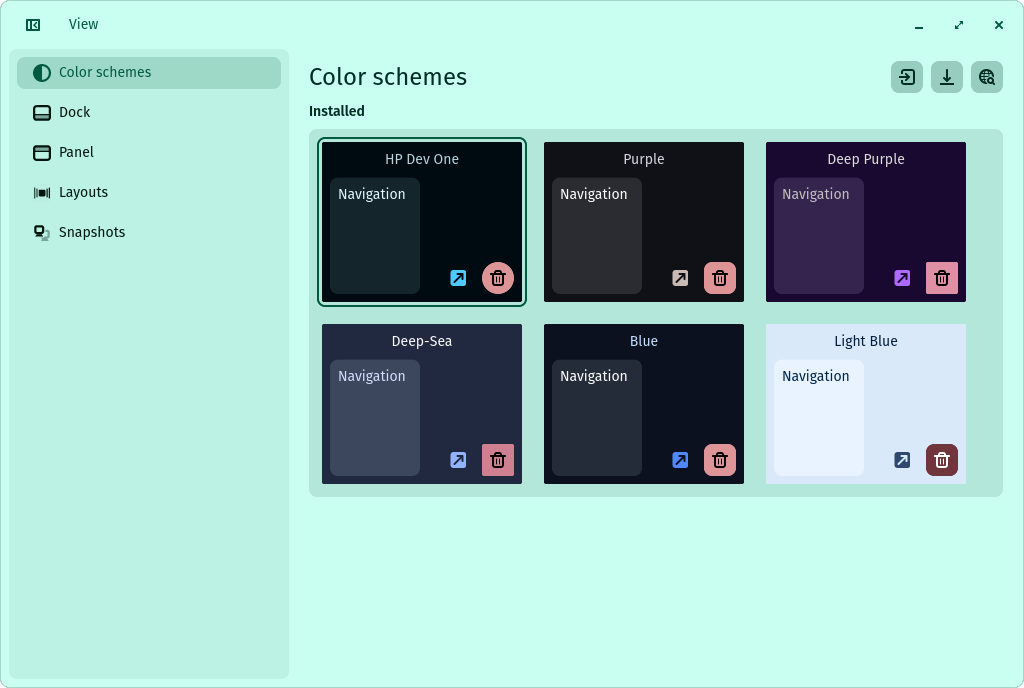 View
Color schemes
Dock
Panel
Layouts
Snapshots
Color schemes
Installed
HP Dev One
Navigation
Purple
Navigation
Deep Purple
Navigation
Deep-Sea
Navigation
Blue
Navigation
Light Blue
Navigation